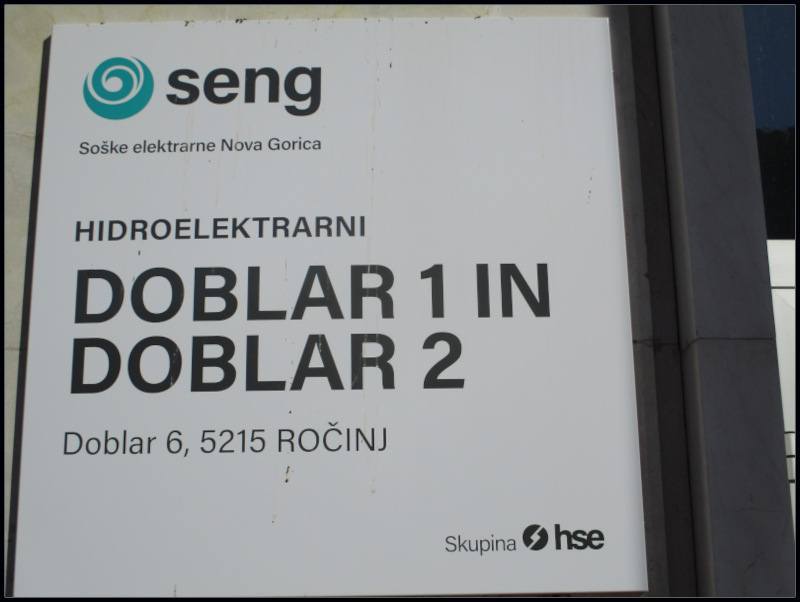 seng
Soške elektrarne Nova Gorica
HIDROELEKTRARNI
DOBLAR 1 IN
DOBLAR 2
Doblar 6, 5215 ROČINJ
Skupina hse